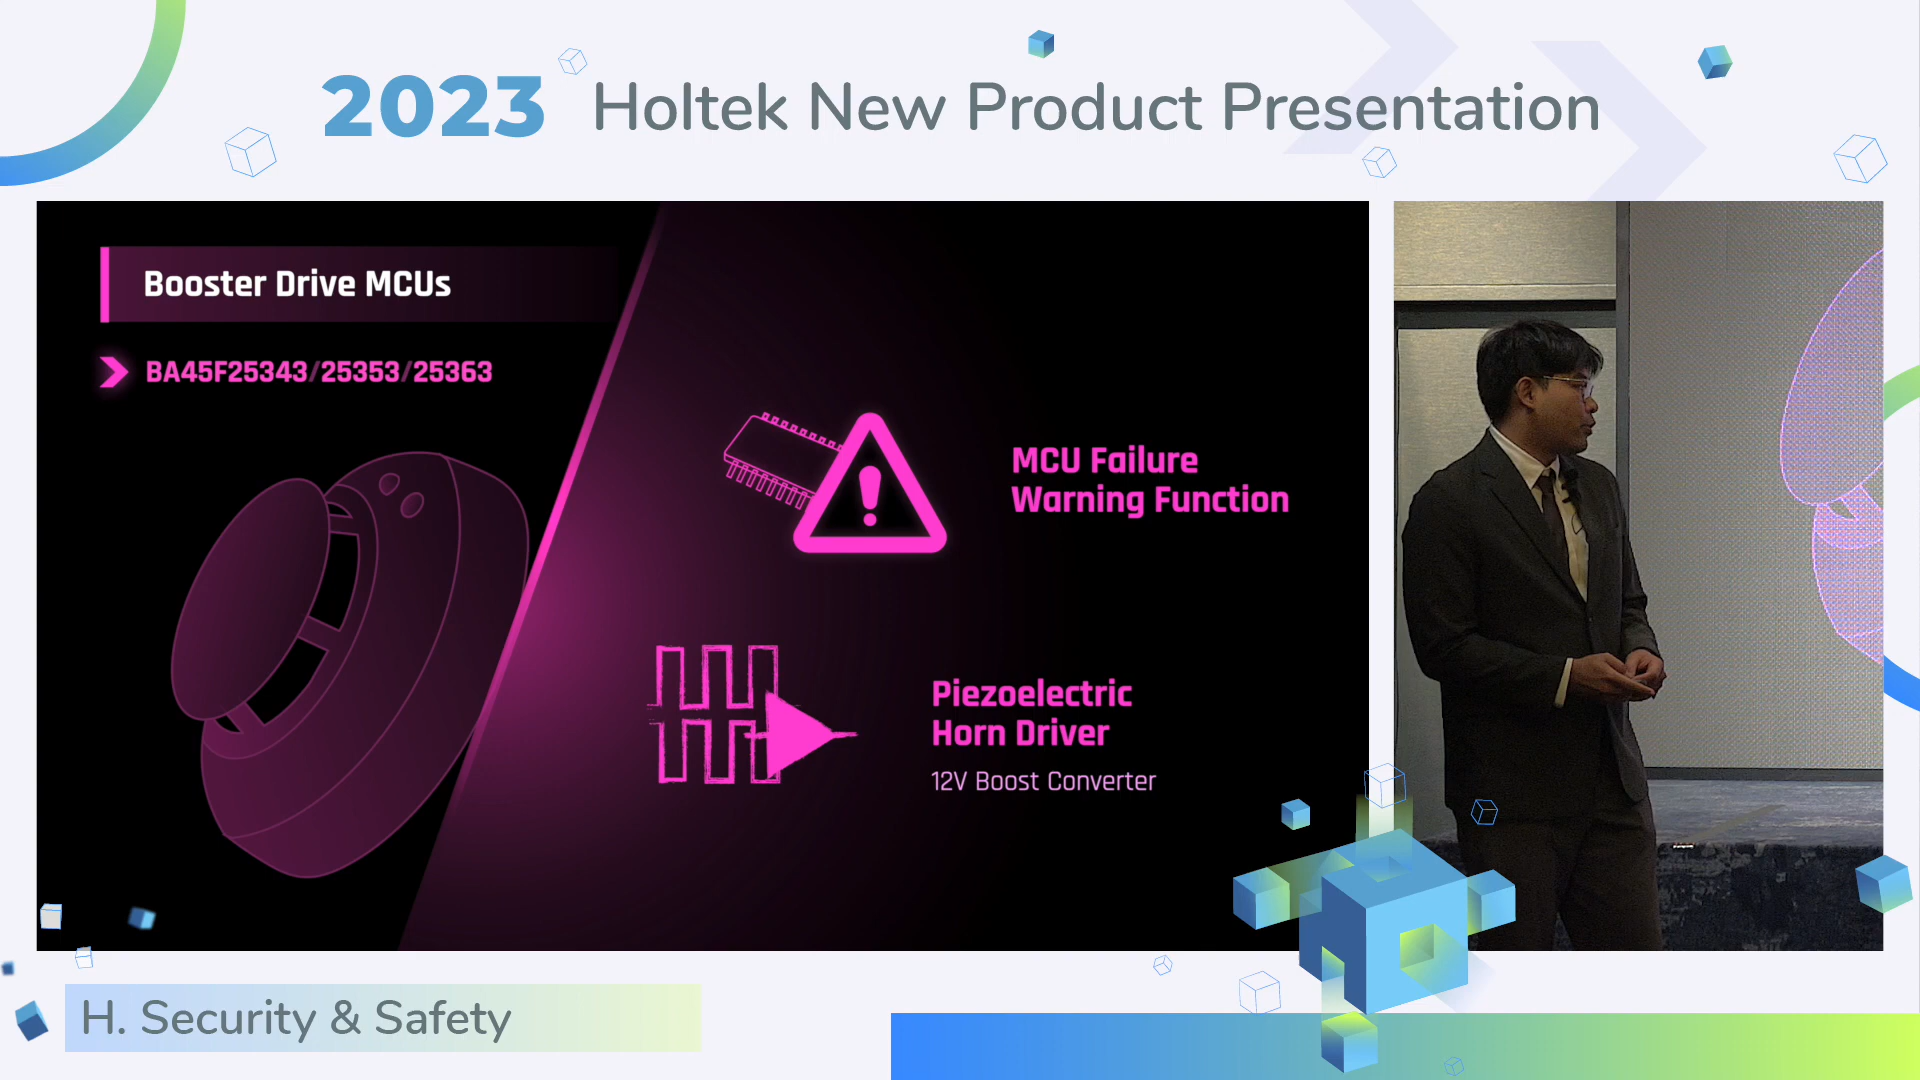 2023 Holtek New Product Presentation
Booster Drive MCUs
BA45F25343/25353/25363
MCU Failure
Warning Function
Piezoelectric
Horn Driver
12V Boost Converter
H. Security & Safety